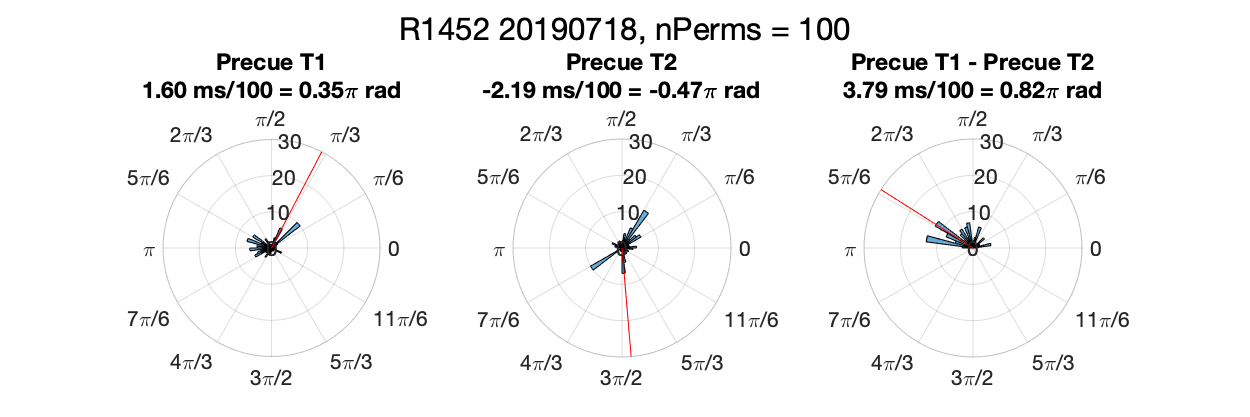 R1452 20190718, nPerms = 100
Precue T1
1.60 ms/100 = 0.35π rad
π/2
30
20
10
0
2π/3
π/3
5π/6
π/6
π
0
7π/6
11π/6
4π/3
5π/3
3π/2
Precue T2
-2.19 ms/100 = -0.47π rad
π/2
30
20
10
0
2π/3
π/3
5π/6
π/6
π
0
7π/6
11π/6
4π/3
5π/3
3π/2
Precue T1 - Precue T2
3.79 ms/100 = 0.82π rad
π/2
30
20
10
0
2π/3
π/3
5π/6
π/6
π
0
7π/6
11π/6
4π/3
5π/3
3π/2